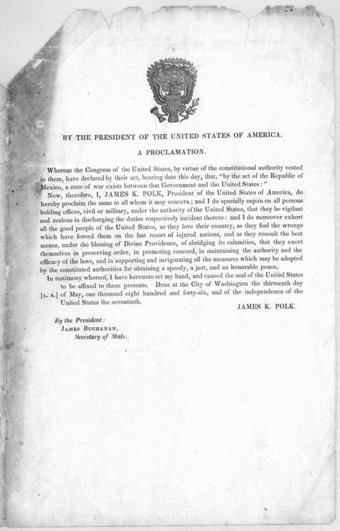 BY THE PRESIDENT OF THE UNITED STATES OF AMERICA.
A PROCLAMATION.
Whereas the Congress of the United States, by virtue of the constitutional authority vested
in them, have declared by their act, bearing date this day, that, "by the act of the Republic of
Mexico, a state of war exists between that Government and the United States:"
Now, therefore, I, JAMES K. POLK, President of the United States of America, do
hereby proclaim the same to all whom it may concern; and I do specially enjoin on all persons
holding offices, civil or military, under the authority of the United States, that they be vigilant
and zealous in discharging the duties respectively incident thereto: and I do moreover exhort
all the good people of the United States, as they love their country, as they feel the wrongs
which have forced them on the last resort of injured nations, and as they consult the best
means, under the blessing of Divine Providence, of abridging its calamities, that they exert
themselves in preserving order, in promoting concord, in maintaining the authority and the
efficacy of the laws, and in supporting and invigorating all the measures which may be adopted
by the constituted authorities for obtaining a speedy, a just, and an honorable peace.
In testimony whereof, I have hereunto set my hand, and caused the seal of the United States
to be affixed to these presents. Done at the City of Washington the thirteenth day
[L. S.] of May, one thousand eight hundred and forty-six, and of the independence of the
United States the seventieth.
JAMES K. POLK.
By the President:
JAMES BUCHANAN,
Secretary of State.